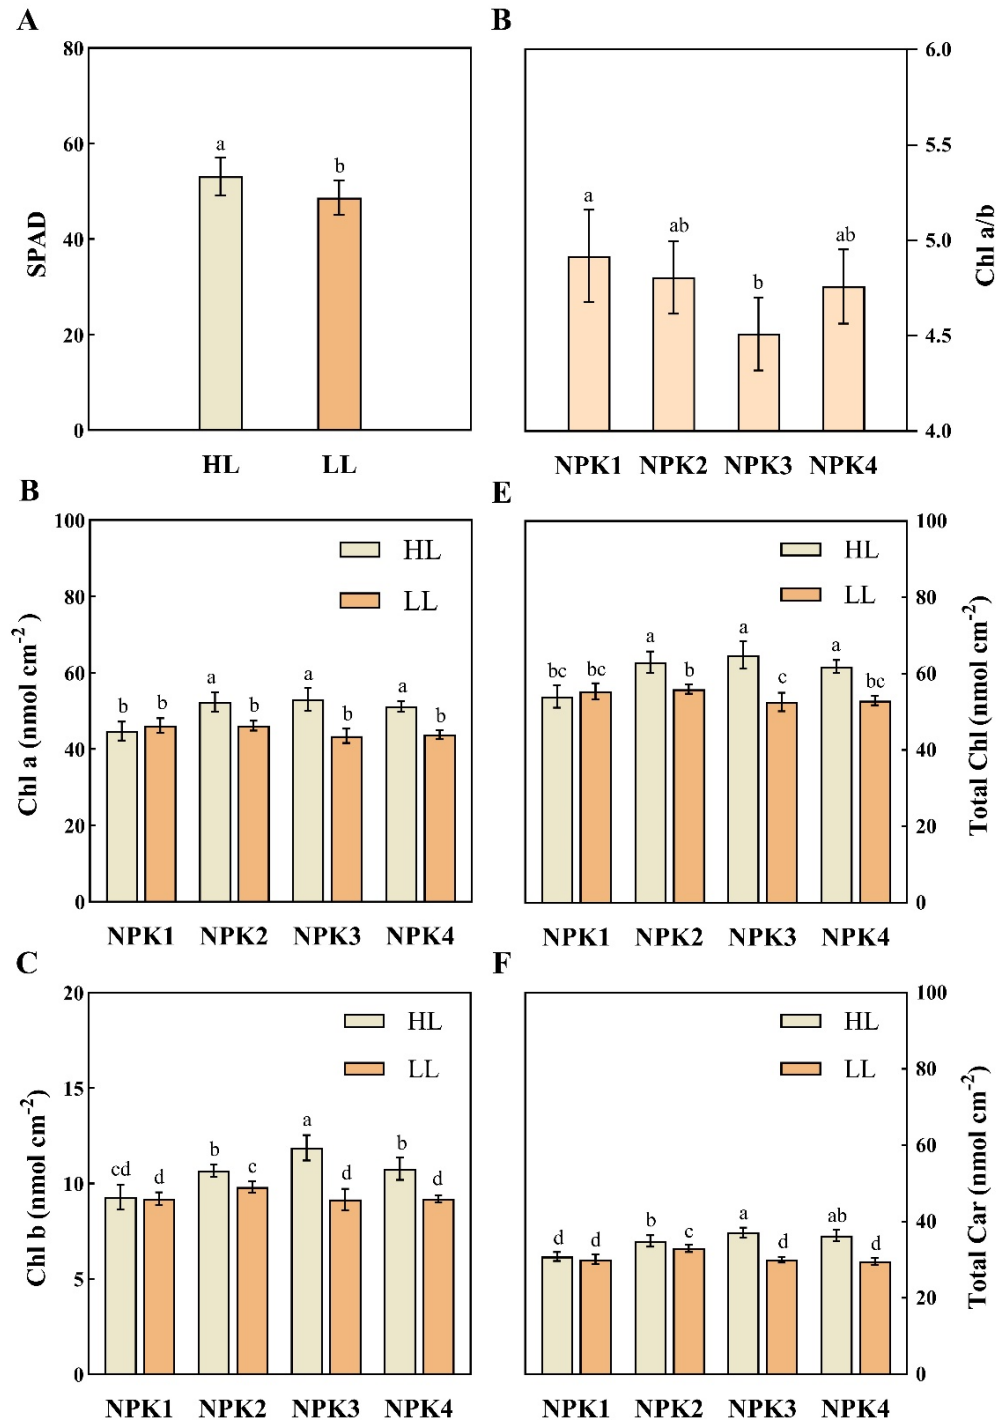 A
80
60
40
20
0
SPAD
a
b
HL
LL
B
6.0
5.5
5.0
4.5
4.0
Chl a/b
a
ab
b
ab
NPK1 NPK2 NPK3 NPK4
B
100
80
60
40
20
0
Chl a (nmol cm-2 )
HL
LL
b b a b a b a b
NPK1 NPK2 NPK3 NPK4
E
100
80
60
40
20
0
Total Chl (nmol cm-2)
HL
LL
bc bc a b a c a bc
NPK1 NPK2 NPK3 NPK4
C
20
15
10
5
0
Chl b (nmol cm-2)
HL
LL
cd d b c a d b d
NPK1 NPK2 NPK3 NPK4
F
100
80
60
40
20
0
Total Car (nmol cm-2)
HL
LL
d d b c a d ab d
NPK1 NPK2 NPK3 NPK4